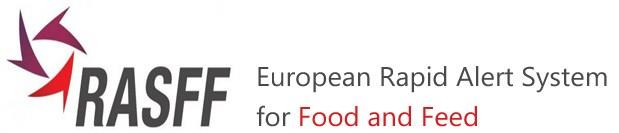 RASFF
European Rapid Alert System
for Food and Feed